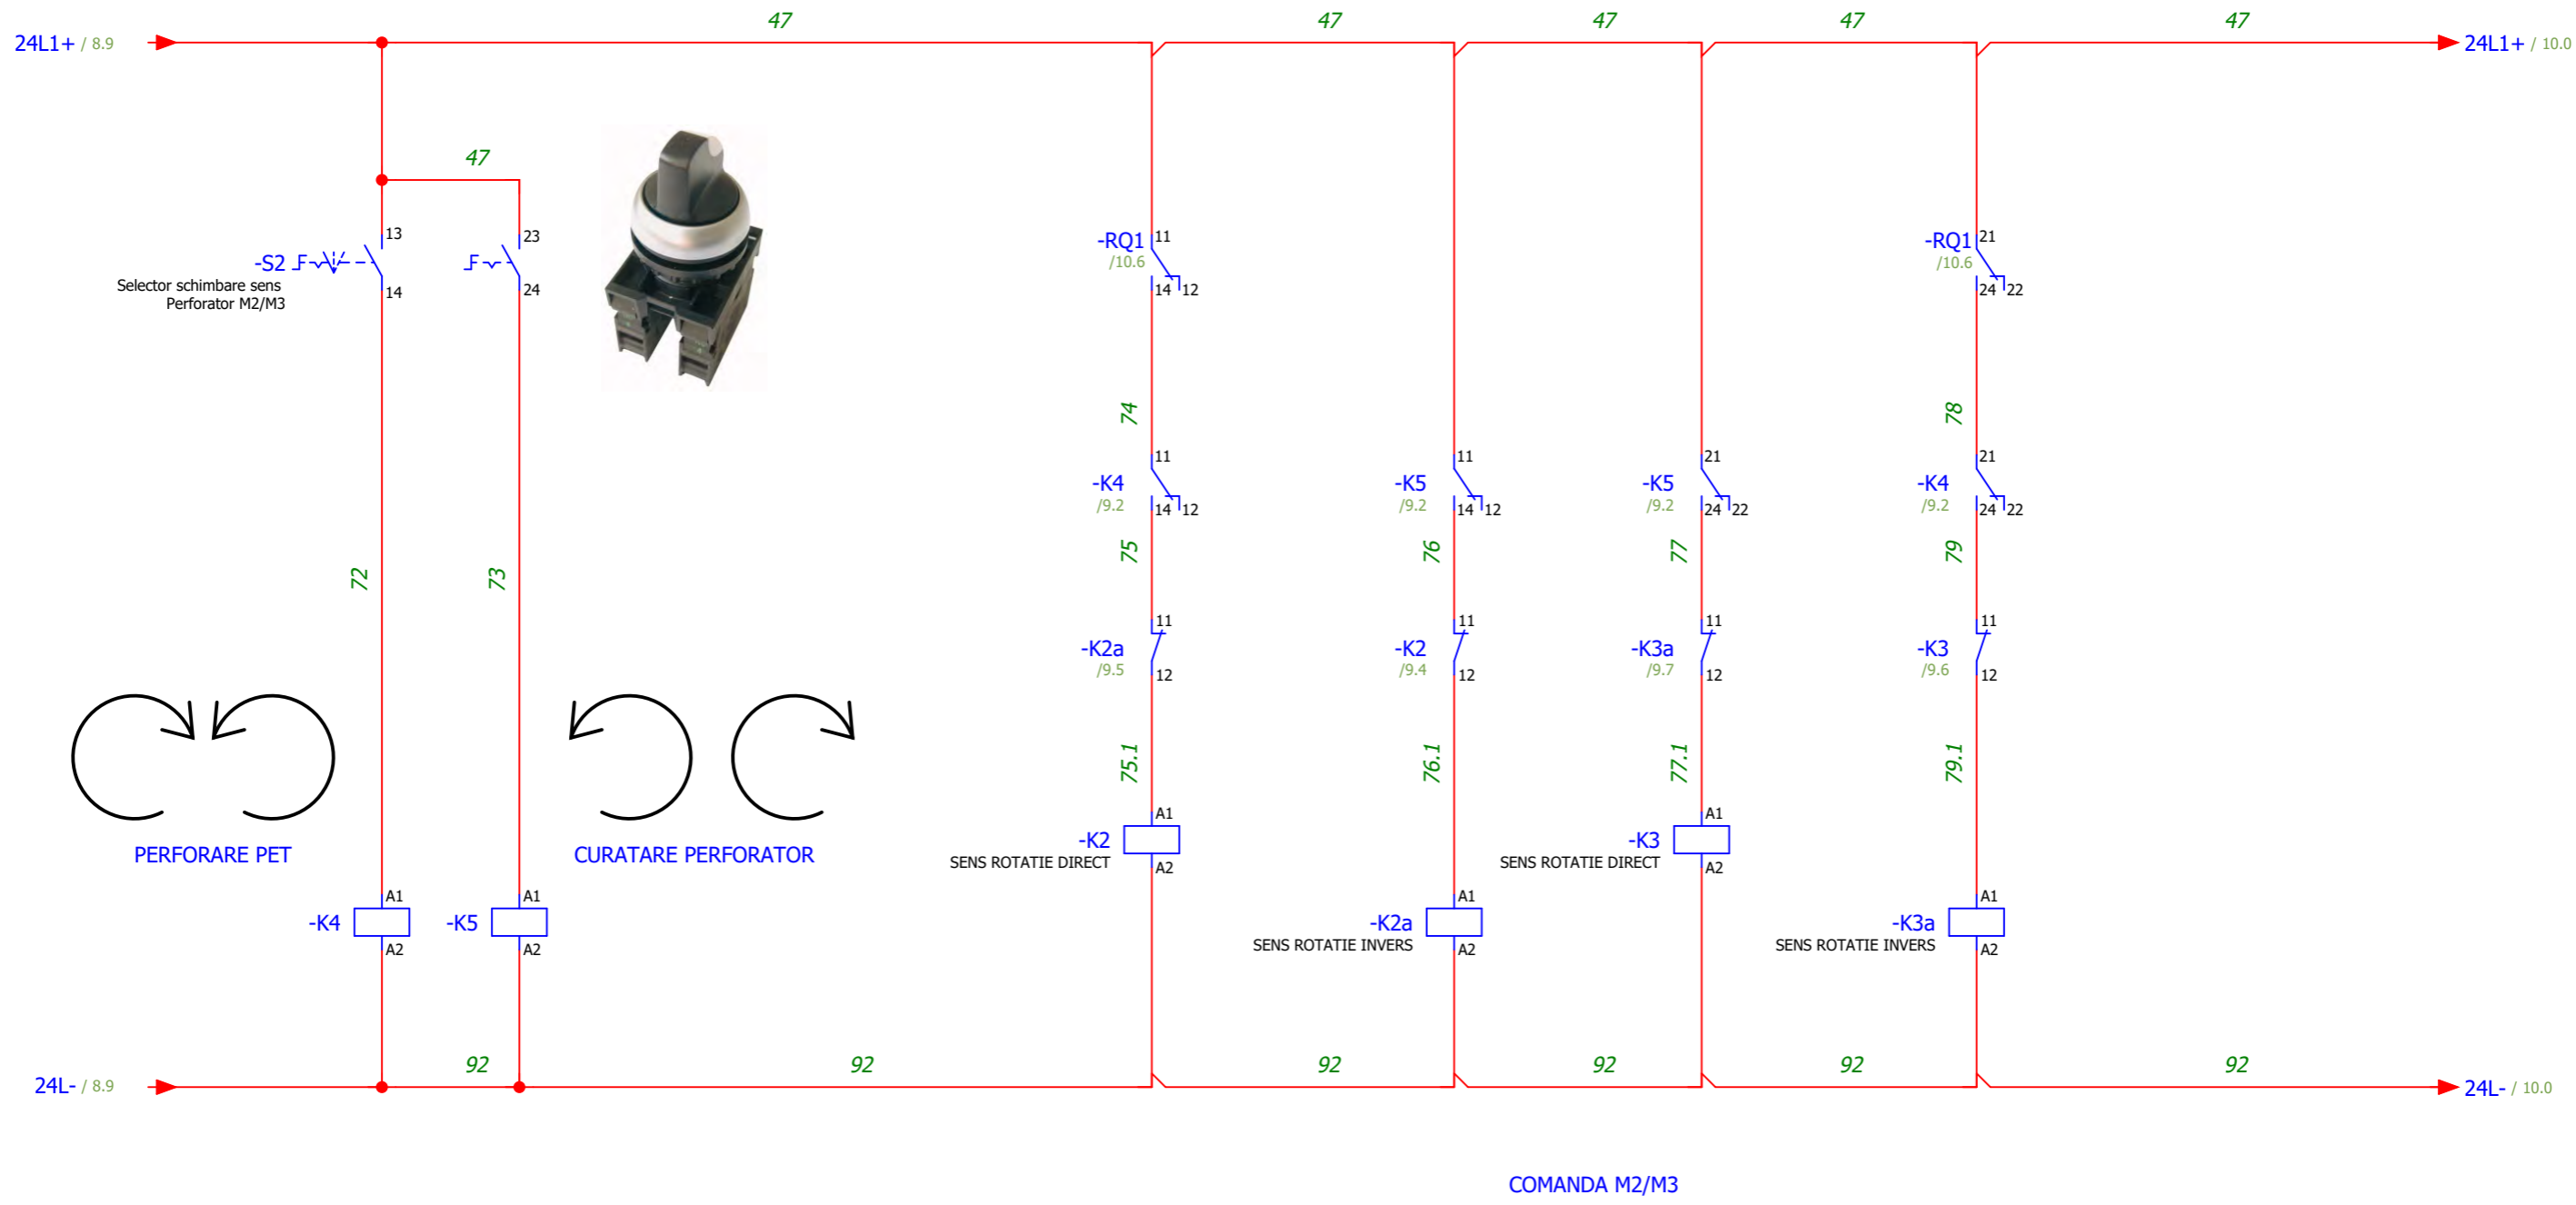 47 47 47 47 47
24L1+ / 8.9 24L1+ / 10.0
47
13 23
-S2
14 24
Selector schimbare sens
Perforator M2/M3
-RQ1 11
/10.6
14 12
-RQ1 21
/10.6
24 22
74 78
11 11 21 21
-K4 -K5 -K5 -K4
/9.2 /9.2 /9.2 /9.2
14 12 14 12 24 22 24 22
72 73 75 76 77 79
11 11 11 11
-K2a -K2 -K3a -K3
/9.5 /9.4 /9.7 /9.6
12 12 12 12
75.1 76.1 77.1 79.1
PERFORARE PET CURATARE PERFORATOR
A1 A1
-K2 -K3
SENS ROTATIE DIRECT SENS ROTATIE DIRECT
A2 A2
A1 A1 A1 A1
-K4 -K5 -K2a -K3a
SENS ROTATIE INVERS SENS ROTATIE INVERS
A2 A2 A2 A2
92 92 92 92 92 92
24L- / 8.9 24L- / 10.0
COMANDA M2/M3